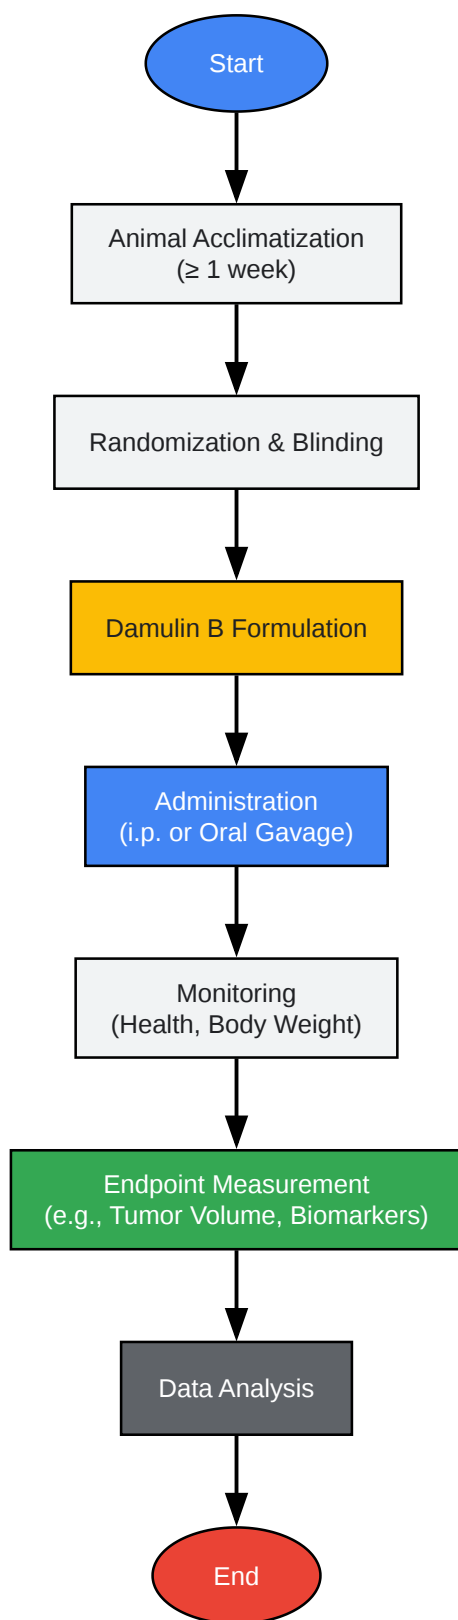 Start
Animal Acclimatization
(≥ 1 week)
Randomization & Blinding
Damulin B Formulation
Administration
(i.p. or Oral Gavage)
Monitoring
(Health, Body Weight)
Endpoint Measurement
(e.g., Tumor Volume, Biomarkers)
Data Analysis
End